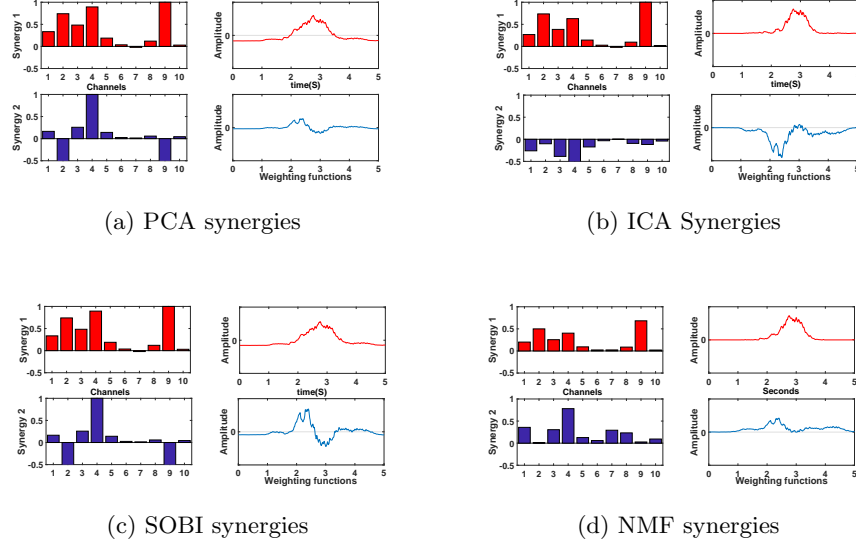 Synergy 1
1
0.5
0
-0.5
1 2 3 4 5 6 7 8 9 10
Channels
Amplitude
0
0 1 2 3 4 5
time(S)
Synergy 2
1
0.5
0
-0.5
1 2 3 4 5 6 7 8 9 10
Amplitude
0
0 1 2 3 4 5
Weighting functions
(a) PCA synergies
Synergy 1
1
0.5
0
-0.5
1 2 3 4 5 6 7 8 9 10
Channels
Amplitude
0
0 1 2 3 4
time(S)
Synergy 2
1
0.5
0
-0.5
1 2 3 4 5 6 7 8 9 10
Amplitude
0
0 1 2 3 4 5
Weighting functions
(b) ICA Synergies
Synergy 1
1
0.5
0
-0.5
1 2 3 4 5 6 7 8 9 10
Channels
Amplitude
0
0 1 2 3 4 5
time(S)
Synergy 2
1
0.5
0
-0.5
1 2 3 4 5 6 7 8 9 10
Amplitude
0
0 1 2 3 4 5
Weighting functions
(c) SOBI synergies
Synergy 1
1
0.5
0
-0.5
1 2 3 4 5 6 7 8 9 10
Channels
Amplitude
0
0 1 2 3 4 5
Seconds
Synergy 2
1
0.5
0
-0.5
1 2 3 4 5 6 7 8 9 10
Amplitude
0
0 1 2 3 4 5
Weighting functions
(d) NMF synergies